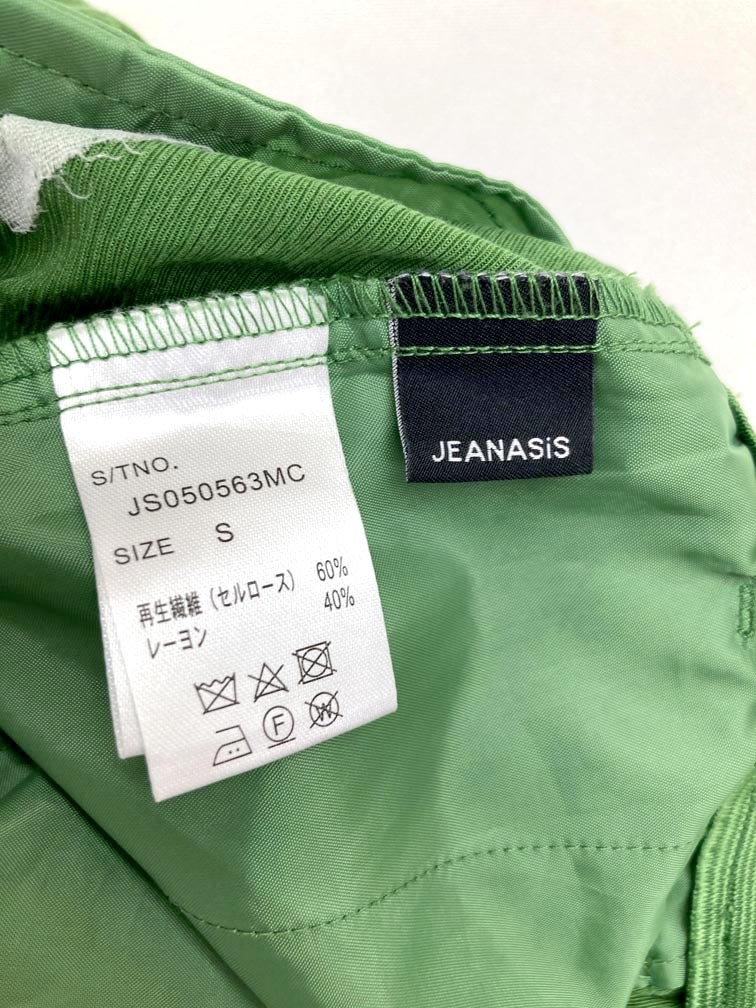 S/TNO.
JS050563MC
SIZE S
再生繊維（セルロース） 60%
レーヨン 40%
F W
JEANASiS